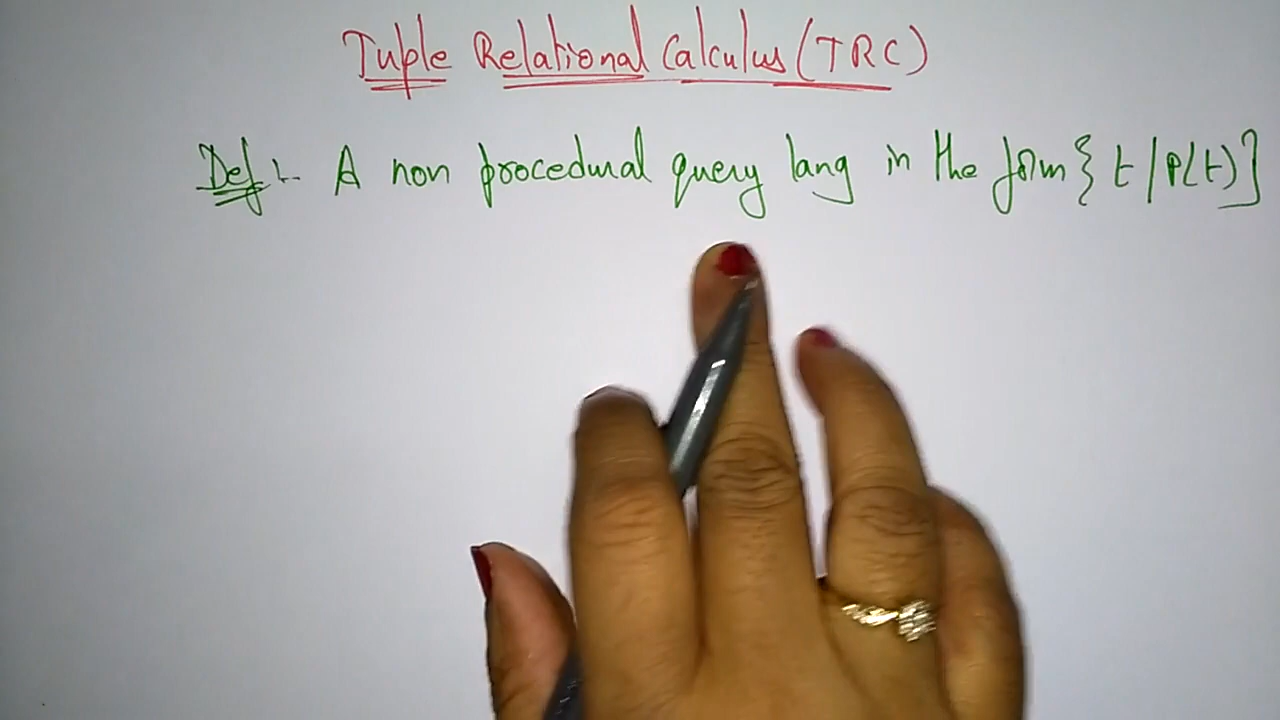 Tuple Relational Calculus (TRC)
Def :- A non procedural query lang in the form { t / P(t) }